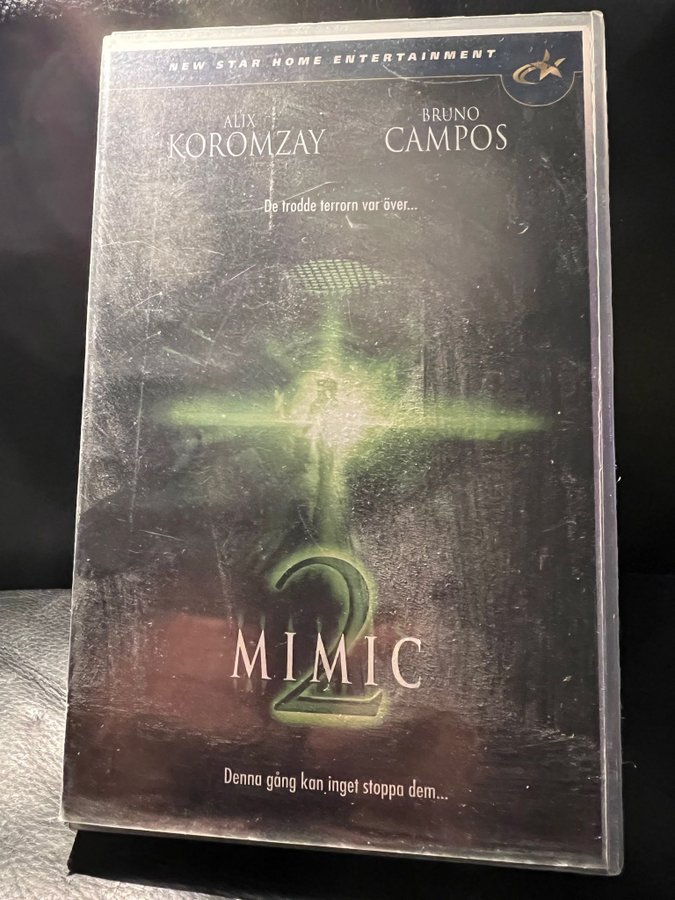 NEW STAR HOME ENTERTAINMENT
ALIX
KOROMZAY
BRUNO
CAMPOS
De trodde terrorn var över...
2
MIMIC
Denna gång kan inget stoppa dem...